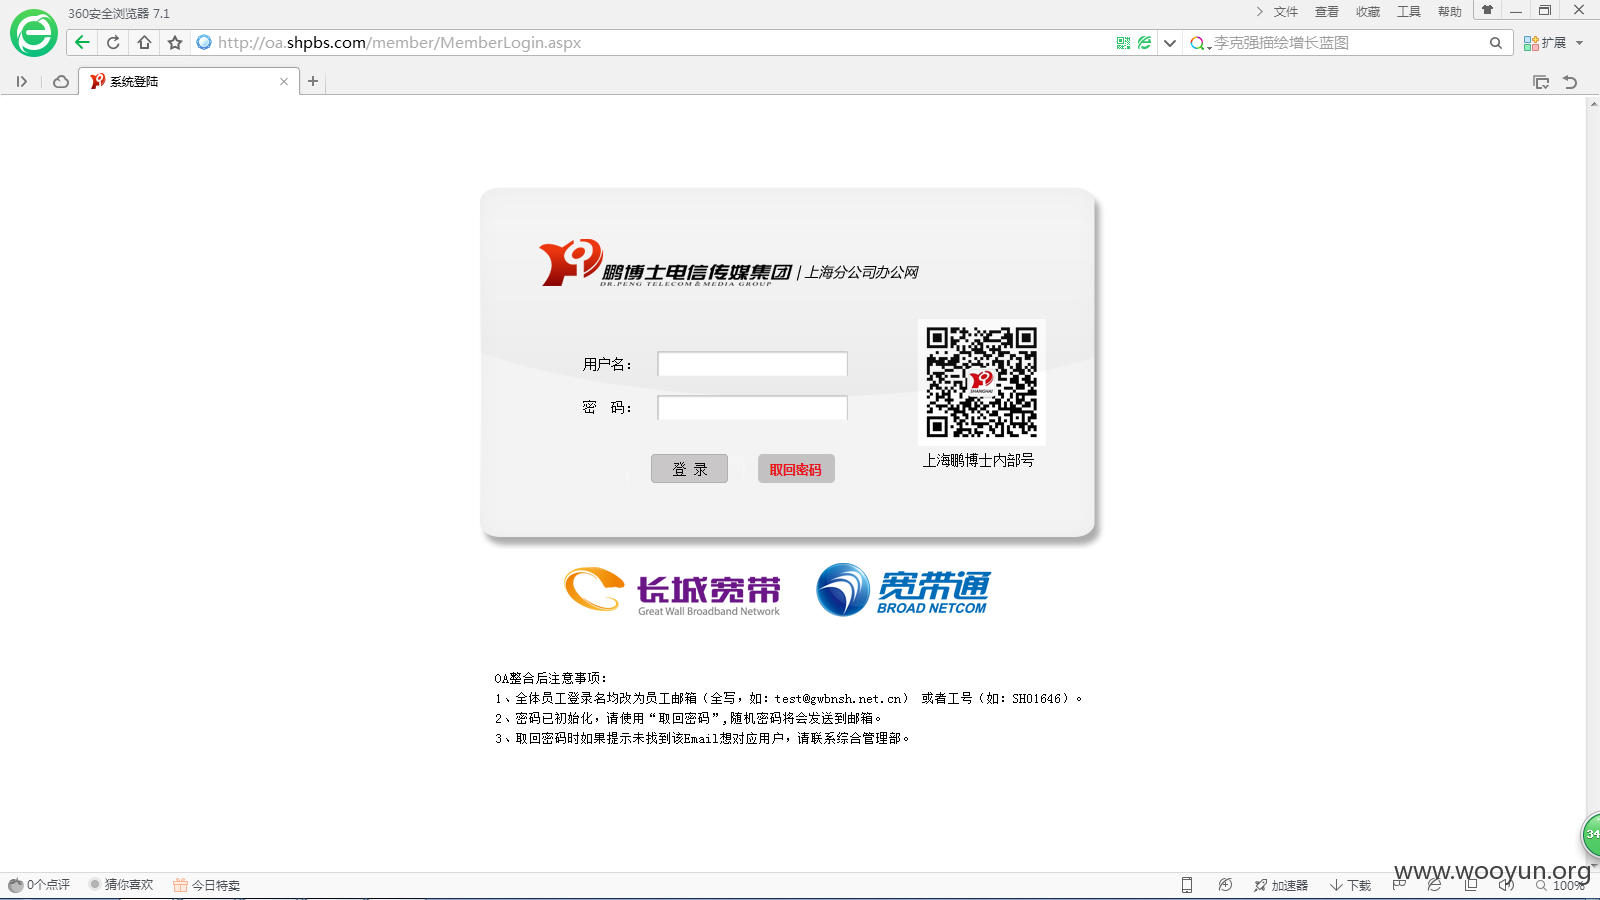 360安全浏览器 7.1
文件 查看 收藏 工具 帮助
http://oa.shpbs.com/member/MemberLogin.aspx
李克强描绘增长蓝图
扩展
系统登陆
鹏博士电信传媒集团 | 上海分公司办公网
DR.PENG TELECOM & MEDIA GROUP
用户名：
密 码：
SHANGHAI
登 录 取回密码
上海鹏博士内部号
长城宽带
Great Wall Broadband Network
宽带通
BROAD NETCOM
OA整合后注意事项：
1、全体员工登录名均改为员工邮箱（全写，如：test@gwbnsh.net.cn） 或者工号（如：SH01646）。
2、密码已初始化，请使用“取回密码”,随机密码将会发送到邮箱。
3、取回密码时如果提示未找到该Email想对应用户，请联系综合管理部。
34
www.wooyun.org
0个点评 猜你喜欢 今日特卖 加速器 下载 100%